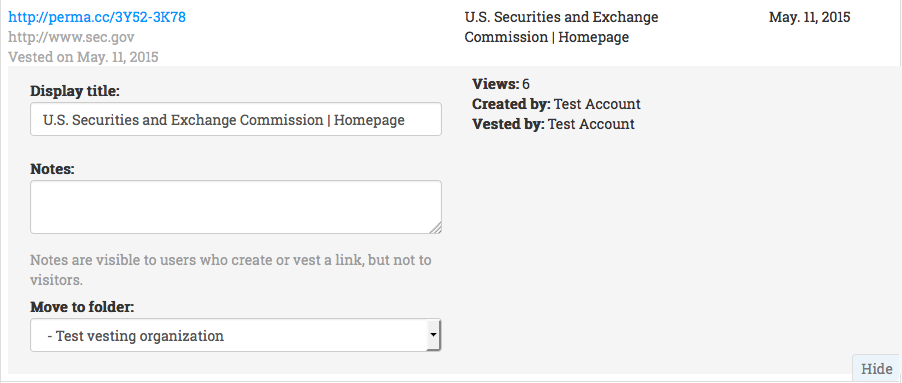 http://perma.cc/3Y52-3K78
http://www.sec.gov
Vested on May. 11, 2015
U.S. Securities and Exchange
Commission | Homepage
May. 11, 2015
Display title:
U.S. Securities and Exchange Commission | Homepage
Notes:
Notes are visible to users who create or vest a link, but not to
visitors.
Move to folder:
- Test vesting organization
Views: 6
Created by: Test Account
Vested by: Test Account
Hide